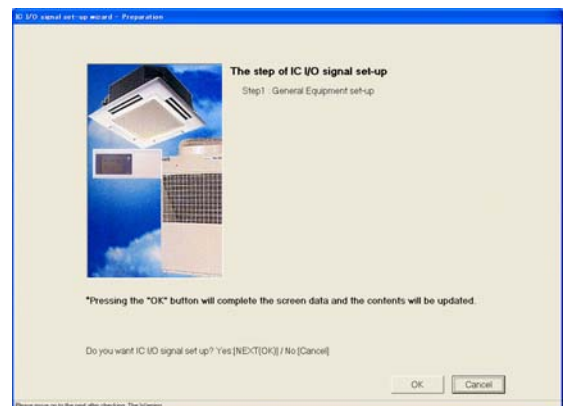 IC I/O signal set-up wizard - Preparation
The step of IC I/O signal set-up
Step1 : General Equipment set-up
*Pressing the "OK" button will complete the screen data and the contents will be updated.
Do you want IC I/O signal set up? Yes:[NEXT(OK)] / No:[Cancel]
OK
Cancel